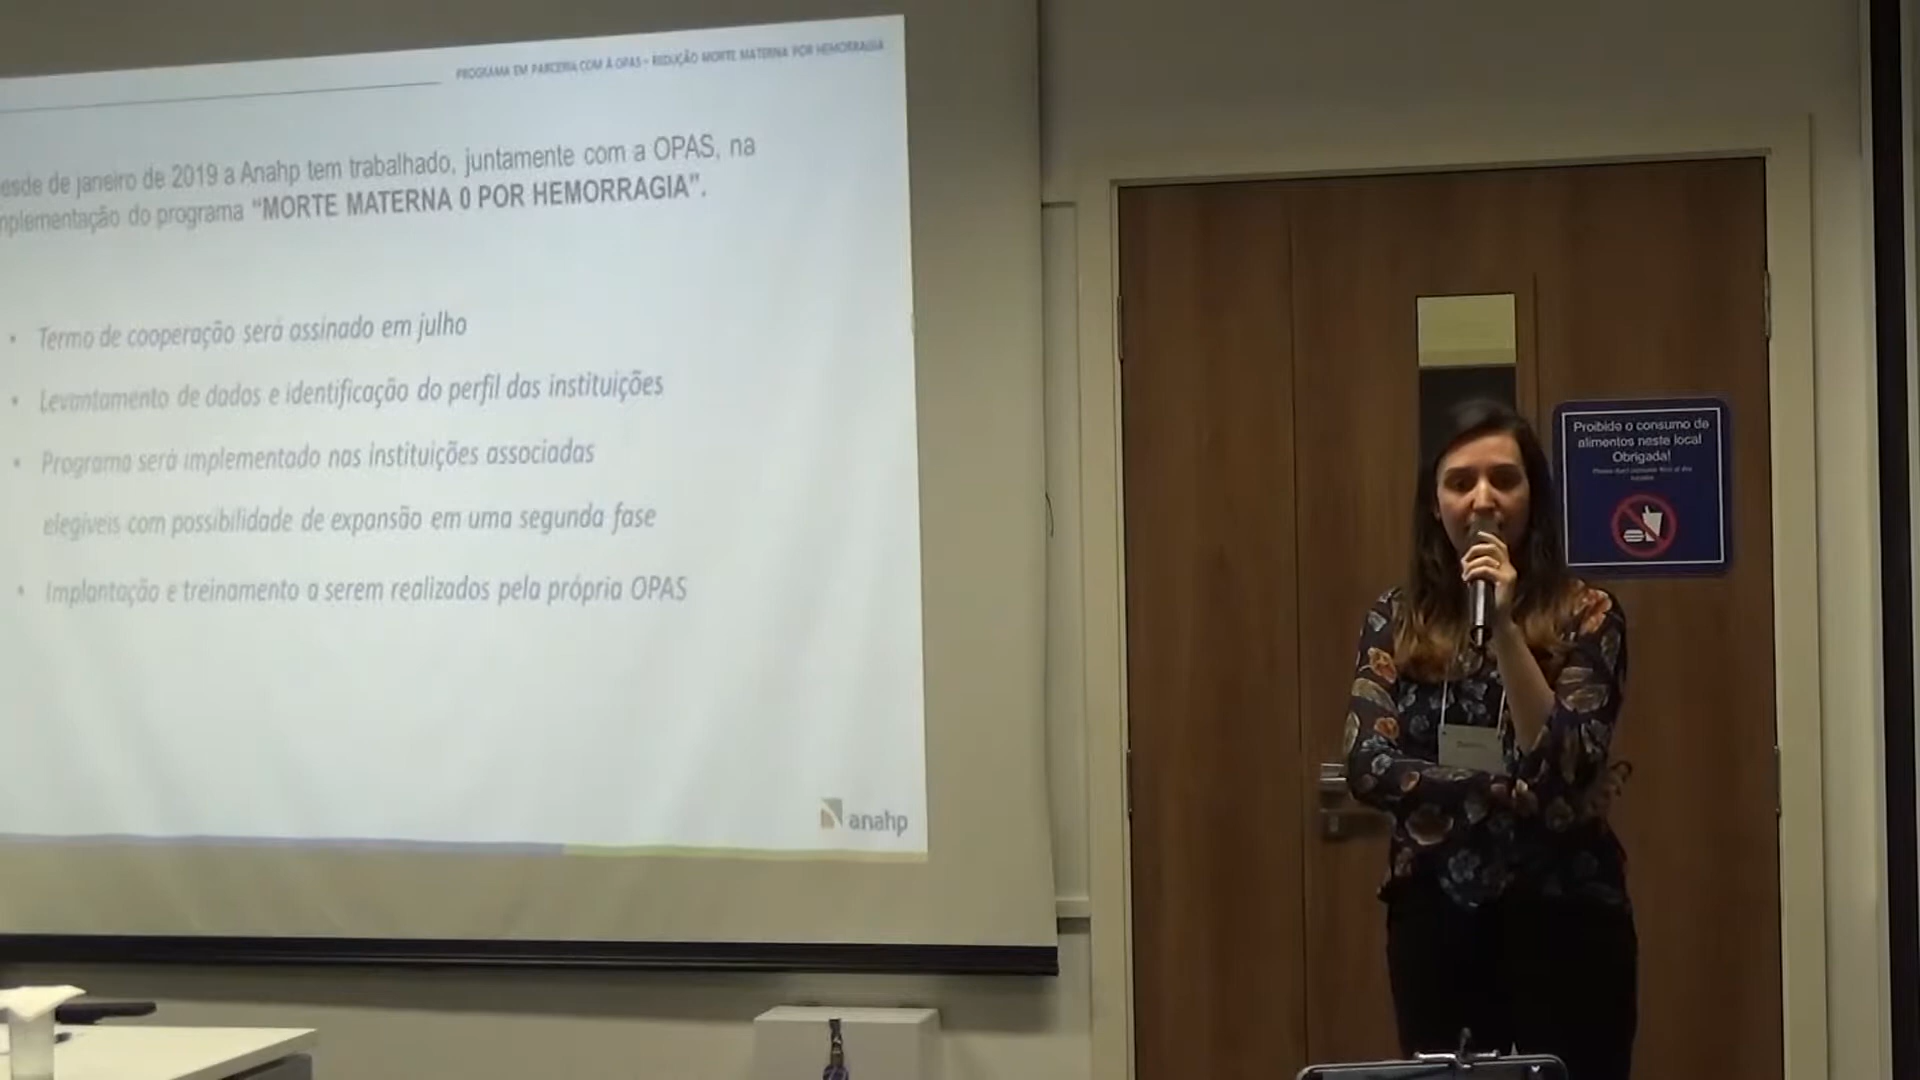 PROGRAMA EM PARCERIA COM A OPAS - REDUÇÃO MORTE MATERNA POR HEMORRAGIA
esde de janeiro de 2019 a Anahp tem trabalhado, juntamente com a OPAS, na
mplementação do programa “MORTE MATERNA 0 POR HEMORRAGIA”.
• Termo de cooperação será assinado em julho
• Levantamento de dados e identificação do perfil das instituições
• Programa será implementado nas instituições associadas
elegíveis com possibilidade de expansão em uma segunda fase
• Implantação e treinamento a serem realizados pela própria OPAS
anahp
Proibido o consumo de
alimentos neste local
Obrigada!